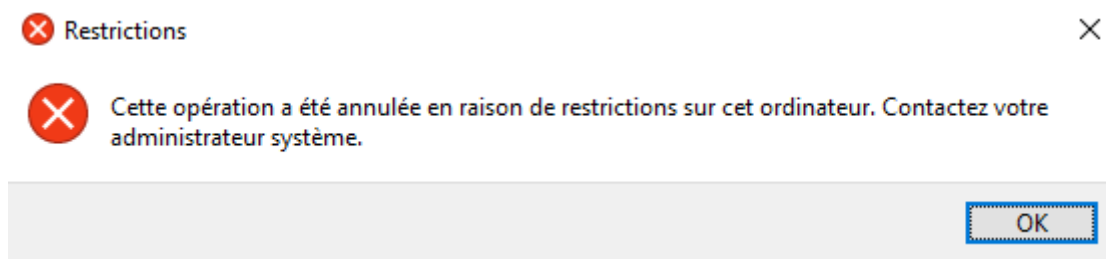 Restrictions
Cette opération a été annulée en raison de restrictions sur cet ordinateur. Contactez votre
administrateur système.
OK